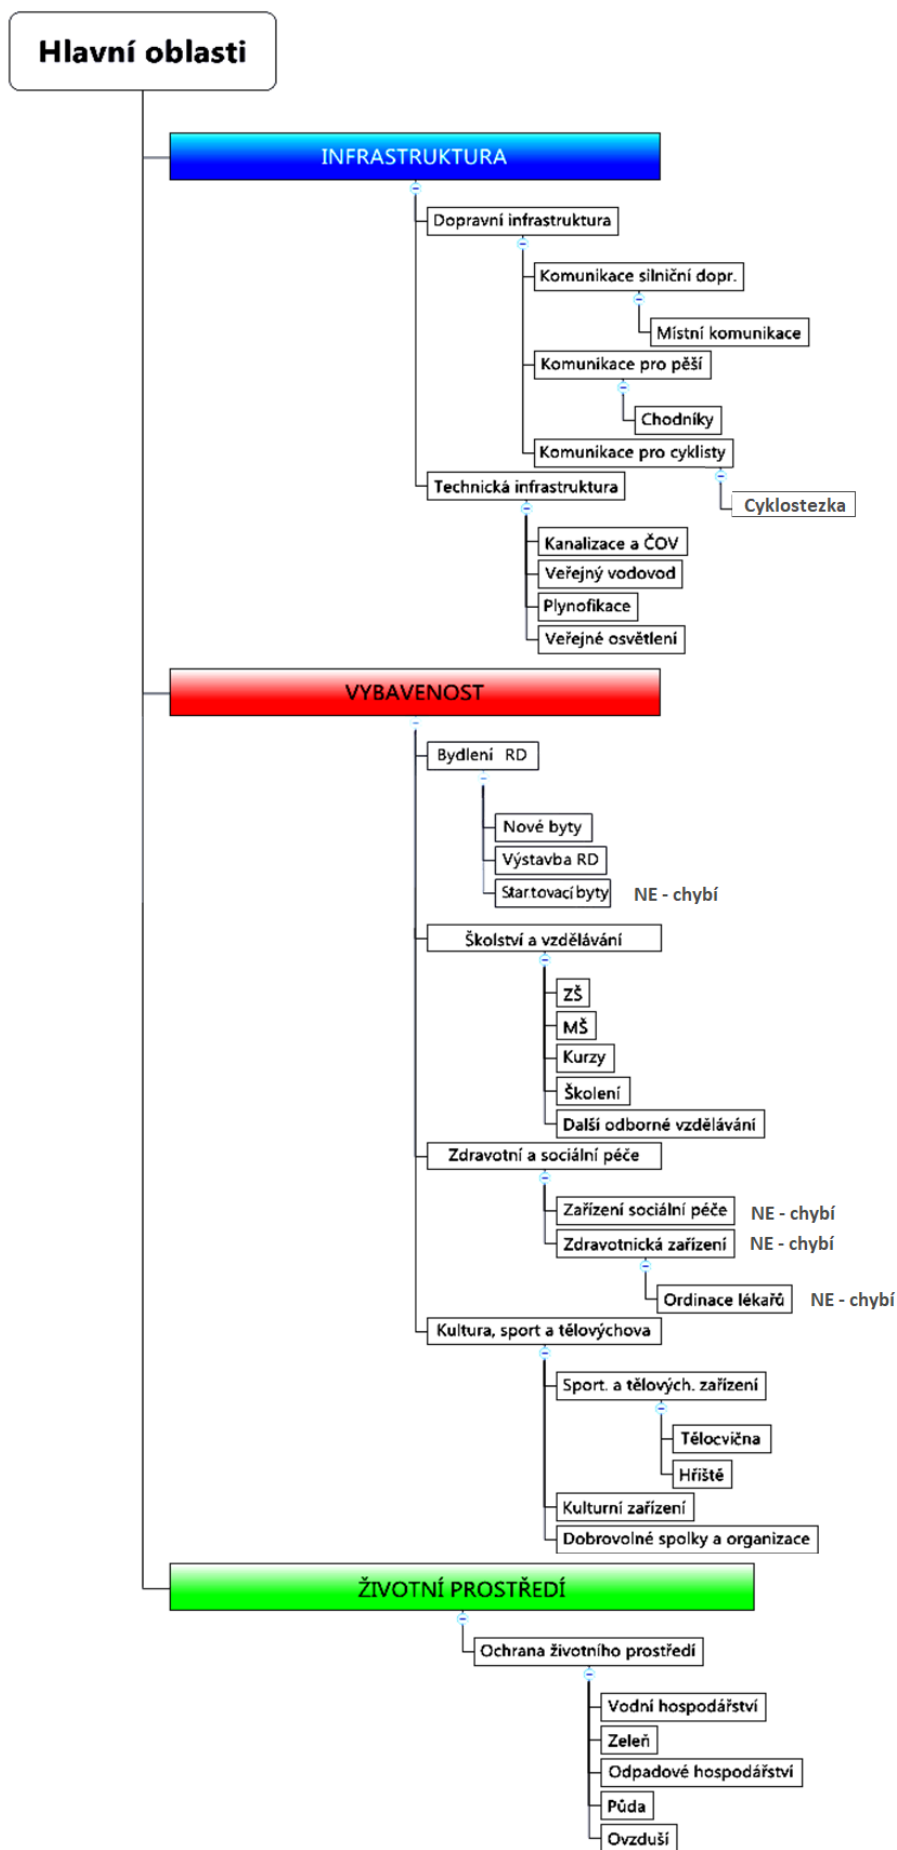 Hlavní oblasti
INFRASTRUKTURA
Dopravní infrastruktura
Komunikace silniční dopr.
Místní komunikace
Komunikace pro pěší
Chodníky
Komunikace pro cyklisty
Technická infrastruktura
Cyklostezka
Kanalizace a ČOV
Veřejný vodovod
Plynofikace
Veřejné osvětlení
VYBAVENOST
Bydlení RD
Nové byty
Výstavba RD
Startovací byty NE - chybí
Školství a vzdělávání
ZŠ
MŠ
Kurzy
Školení
Další odborné vzdělávání
Zdravotní a sociální péče
Zařízení sociální péče NE - chybí
Zdravotnická zařízení NE - chybí
Ordinace lékařů NE - chybí
Kultura, sport a tělovýchova
Sport. a tělových. zařízení
Tělocvična
Hřiště
Kulturní zařízení
Dobrovolné spolky a organizace
ŽIVOTNÍ PROSTŘEDÍ
Ochrana životního prostředí
Vodní hospodářství
Zeleň
Odpadové hospodářství
Půda
Ovzduší